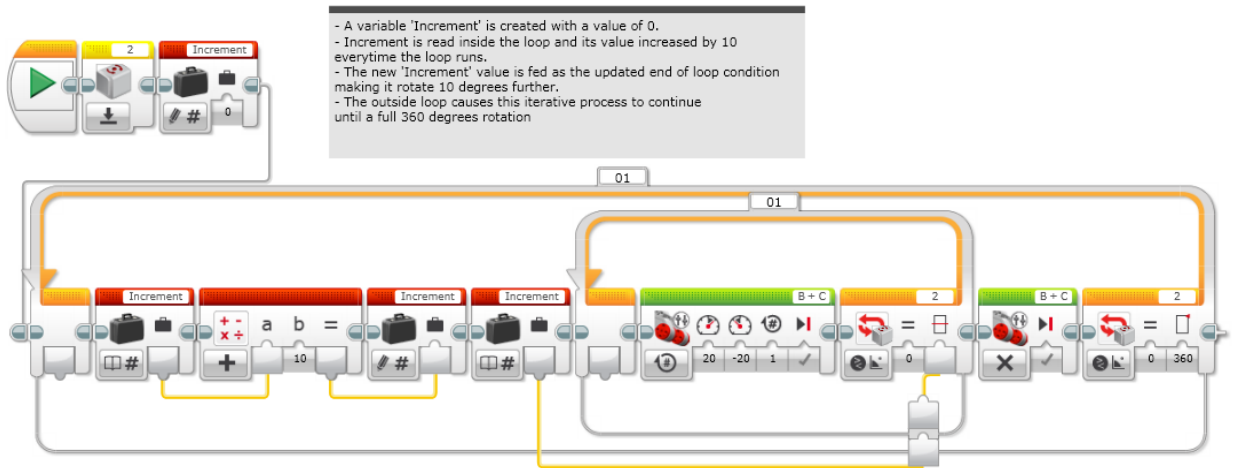 - A variable 'Increment' is created with a value of 0.
- Increment is read inside the loop and its value increased by 10
everytime the loop runs.
- The new 'Increment' value is fed as the updated end of loop condition
making it rotate 10 degrees further.
- The outside loop causes this iterative process to continue
until a full 360 degrees rotation
2 Increment
#
0
01
01
Increment Increment Increment B + C 2 B + C 2
+ - × ÷ a b = # = =
# + 10 # # # 20 -20 1 0 0 360